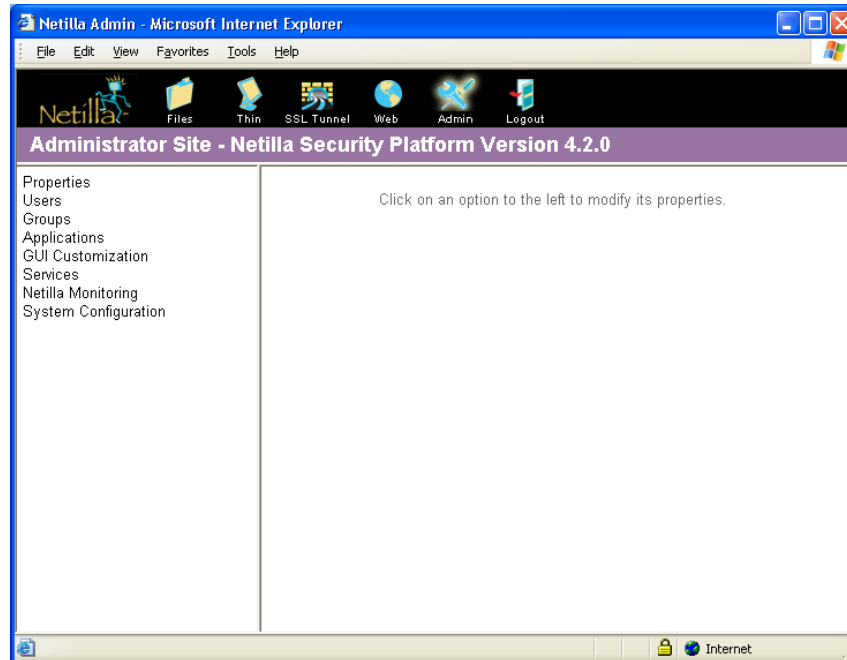 Netilla Admin - Microsoft Internet Explorer
File Edit View Favorites Tools Help
Netilla
Files Thin SSL Tunnel Web Admin Logout
Administrator Site - Netilla Security Platform Version 4.2.0
Properties
Users
Groups
Applications
GUI Customization
Services
Netilla Monitoring
System Configuration
Click on an option to the left to modify its properties.
Internet